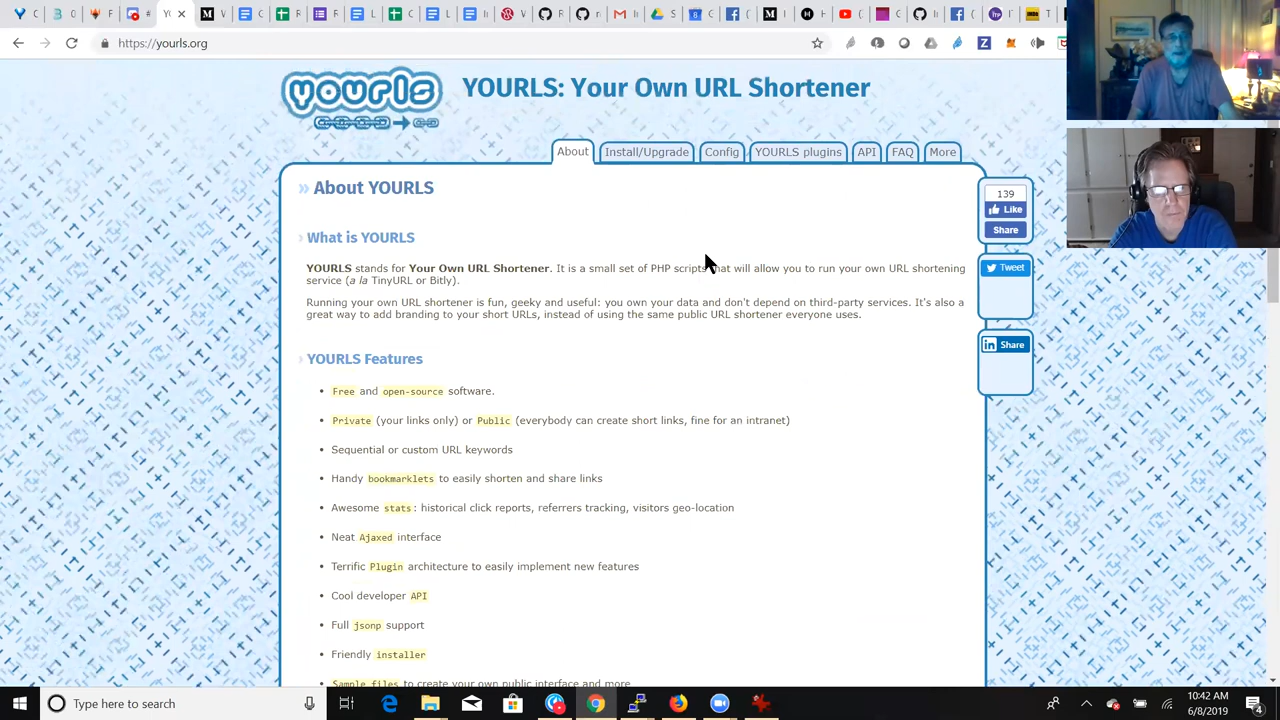 https://yourls.org
yourls
YOURLS: Your Own URL Shortener
About
Install/Upgrade
Config
YOURLS plugins
API
FAQ
More
» About YOURLS
› What is YOURLS
YOURLS stands for Your Own URL Shortener. It is a small set of PHP scripts that will allow you to run your own URL shortening
service (a la TinyURL or Bitly).
Running your own URL shortener is fun, geeky and useful: you own your data and don't depend on third-party services. It's also a
great way to add branding to your short URLs, instead of using the same public URL shortener everyone uses.
139
Like
Share
Tweet
in Share
› YOURLS Features
• Free and open-source software.
• Private (your links only) or Public (everybody can create short links, fine for an intranet)
• Sequential or custom URL keywords
• Handy bookmarklets to easily shorten and share links
• Awesome stats: historical click reports, referrers tracking, visitors geo-location
• Neat Ajaxed interface
• Terrific Plugin architecture to easily implement new features
• Cool developer API
• Full jsonp support
• Friendly installer
• Sample files to create your own public interface and more
Type here to search
10:42 AM
6/8/2019
4